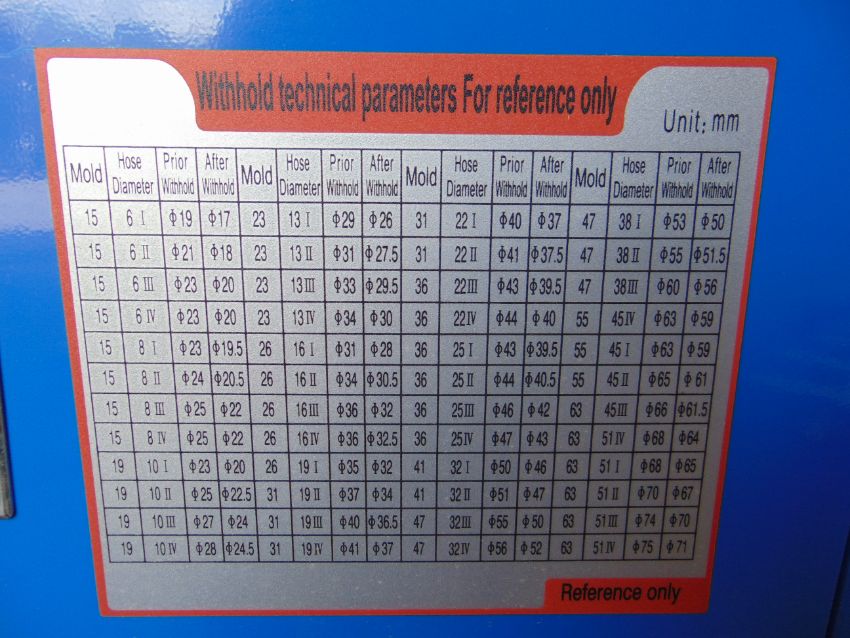 Withhold technical parameters For reference only
Unit: mm
Mold Hose Diameter Prior Withhold After Withhold Mold Hose Diameter Prior Withhold After Withhold Mold Hose Diameter Prior Withhold After Withhold Mold Hose Diameter Prior Withhold After Withhold
15 6 I Φ19 Φ17 23 13 I Φ29 Φ26 31 22 I Φ40 Φ37 47 38 I Φ53 Φ50
15 6 II Φ21 Φ18 23 13 II Φ31 Φ27.5 31 22 II Φ41 Φ37.5 47 38 II Φ55 Φ51.5
15 6 III Φ23 Φ20 23 13 III Φ33 Φ29.5 36 22 III Φ43 Φ39.5 47 38 III Φ60 Φ56
15 6 IV Φ23 Φ20 23 13 IV Φ34 Φ30 36 22 IV Φ44 Φ40 55 45 IV Φ63 Φ59
15 8 I Φ23 Φ19.5 26 16 I Φ31 Φ28 36 25 I Φ43 Φ39.5 55 45 I Φ63 Φ59
15 8 II Φ24 Φ20.5 26 16 II Φ34 Φ30.5 36 25 II Φ44 Φ40.5 55 45 II Φ65 Φ61
15 8 III Φ25 Φ22 26 16 III Φ36 Φ32 36 25 III Φ46 Φ42 63 45 III Φ66 Φ61.5
15 8 IV Φ25 Φ22 26 16 IV Φ36 Φ32.5 36 25 IV Φ47 Φ43 63 51 IV Φ68 Φ64
19 10 I Φ23 Φ20 26 19 I Φ35 Φ32 41 32 I Φ50 Φ46 63 51 I Φ68 Φ65
19 10 II Φ25 Φ22.5 31 19 II Φ37 Φ34 41 32 II Φ51 Φ47 63 51 II Φ70 Φ67
19 10 III Φ27 Φ24 31 19 III Φ40 Φ36.5 47 32 III Φ55 Φ50 63 51 III Φ74 Φ70
19 10 IV Φ28 Φ24.5 31 19 IV Φ41 Φ37 47 32 IV Φ56 Φ52 63 51 IV Φ75 Φ71
Reference only